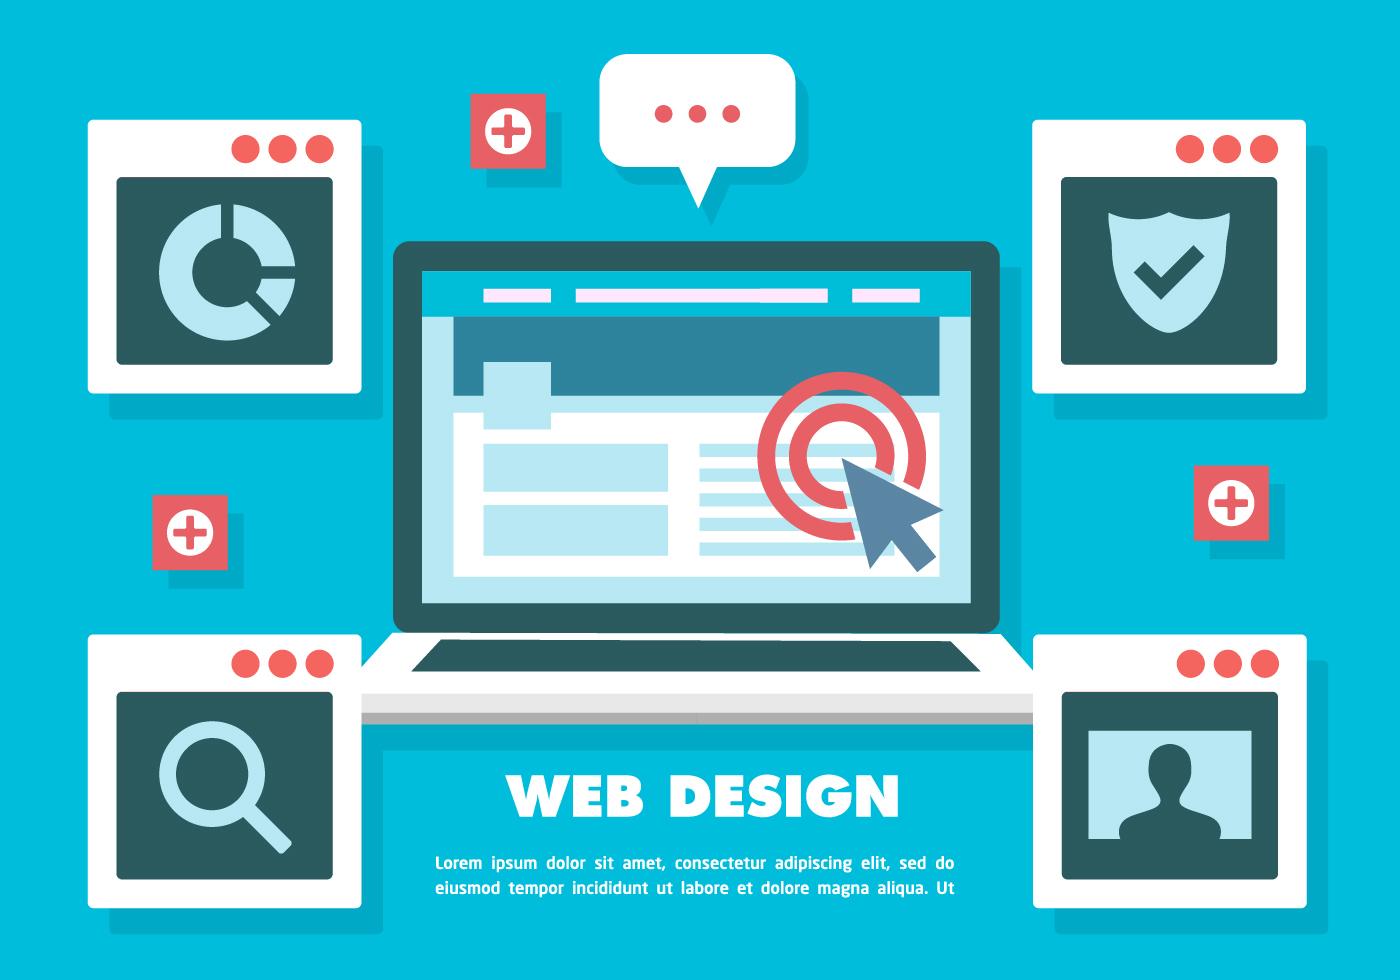 WEB DESIGN
Lorem ipsum dolor sit amet, consectetur adipiscing elit, sed do
eiusmod tempor incididunt ut labore et dolore magna aliqua. Ut